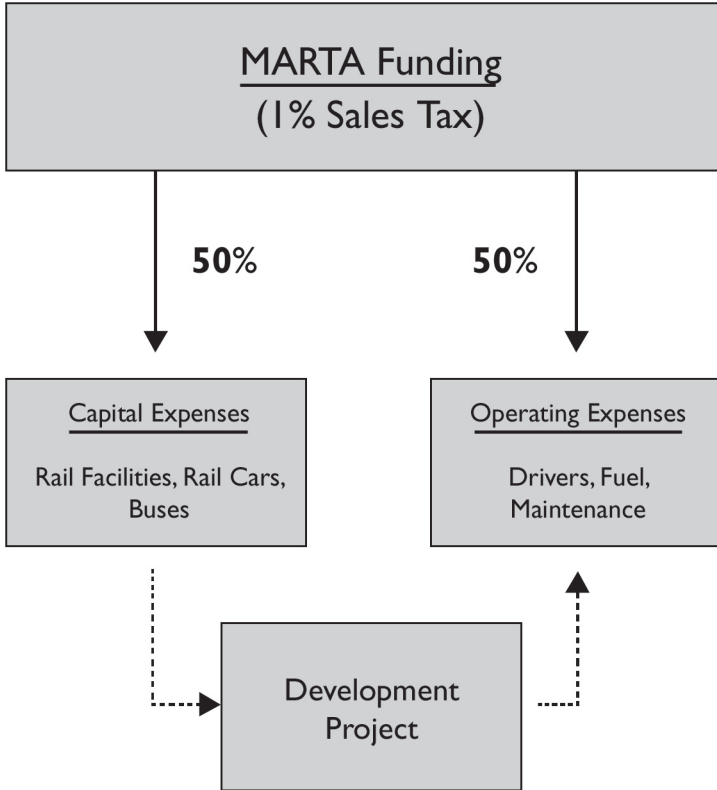 MARTA Funding
(1% Sales Tax)
50%
50%
Capital Expenses
Rail Facilities, Rail Cars,
Buses
Operating Expenses
Drivers, Fuel,
Maintenance
Development
Project